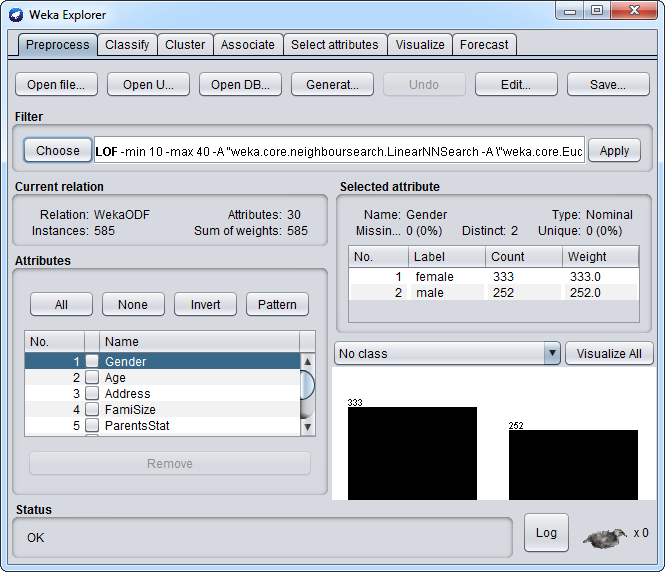 Weka Explorer
Preprocess Classify Cluster Associate Select attributes Visualize Forecast
Open file... Open U... Open DB... Generat... Undo Edit... Save...
Filter
Choose LOF -min 10 -max 40 -A "weka.core.neighboursearch.LinearNNSearch -A \"weka.core.Euc Apply
Current relation
Relation: WekaODF Attributes: 30
Instances: 585 Sum of weights: 585
Selected attribute
Name: Gender Type: Nominal
Missin... 0 (0%) Distinct: 2 Unique: 0 (0%)
No. Label Count Weight
1 female 333 333.0
2 male 252 252.0
Attributes
All None Invert Pattern
No. Name
1 Gender
2 Age
3 Address
4 FamiSize
5 ParentsStat
Remove
No class Visualize All
333
252
Status
OK
Log x 0